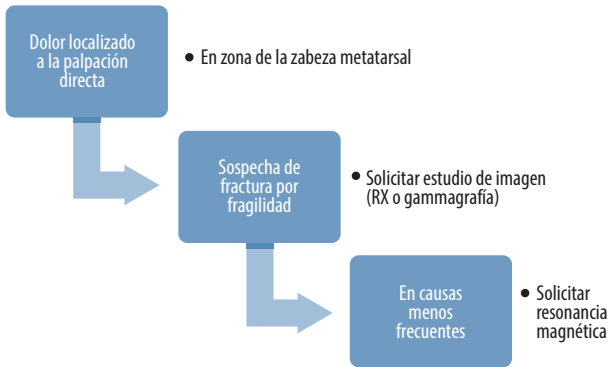 Dolor localizado
a la palpación
directa
• En zona de la zabeza metatarsal
Sospecha de
fractura por
fragilidad
• Solicitar estudio de imagen
(RX o gammagrafía)
En causas
menos
frecuentes
• Solicitar
resonancia
magnética